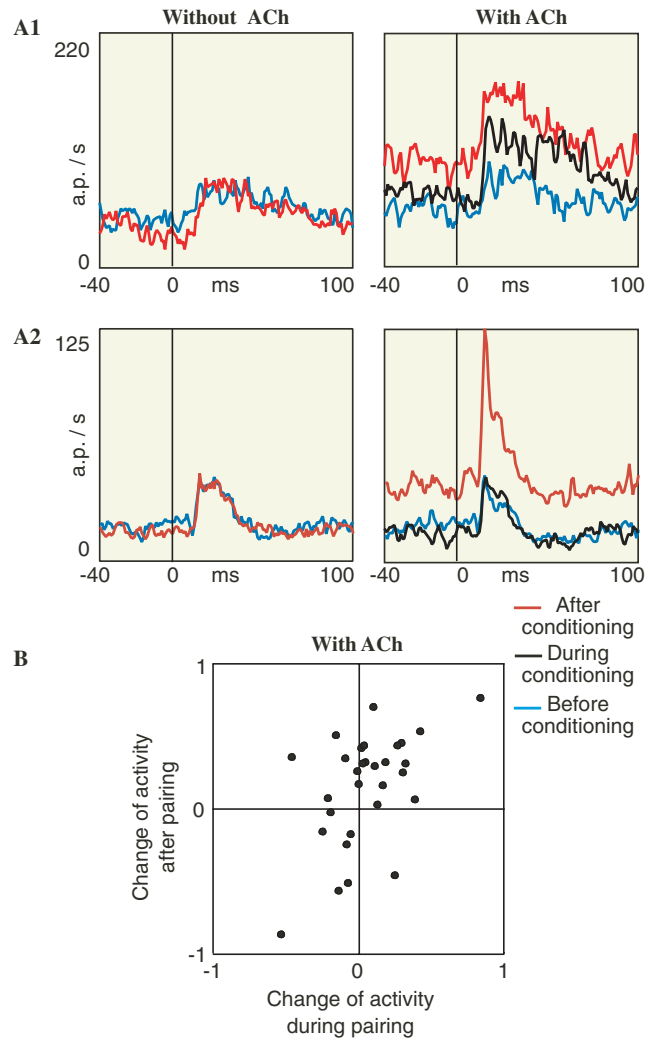 A1
Without ACh
With ACh
220
a.p. / s
0
-40 0 ms 100
-40 0 ms 100
A2
125
a.p. / s
0
-40 0 ms 100
-40 0 ms 100
After
conditioning
During
conditioning
Before
conditioning
B
With ACh
1
Change of activity
after pairing
0
-1
-1 0 1
Change of activity
during pairing